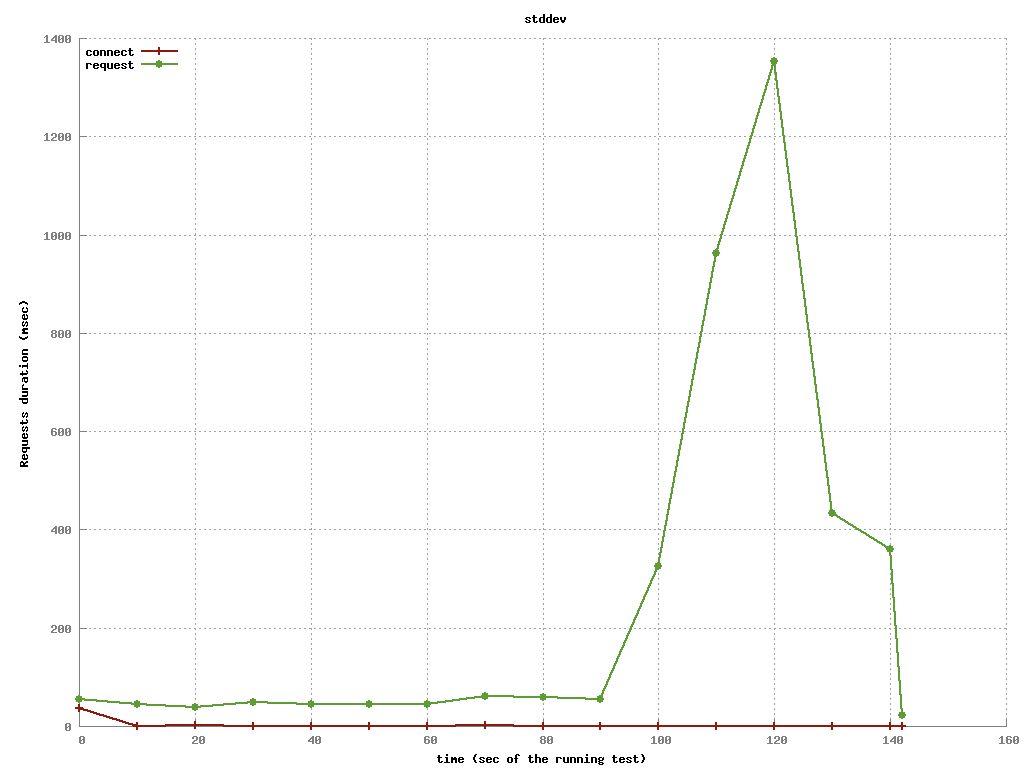 stddev
1400
connect
request
1200
1000
800
Requests duration (msec)
600
400
200
0
0 20 40 60 80 100 120 140 160
time (sec of the running test)